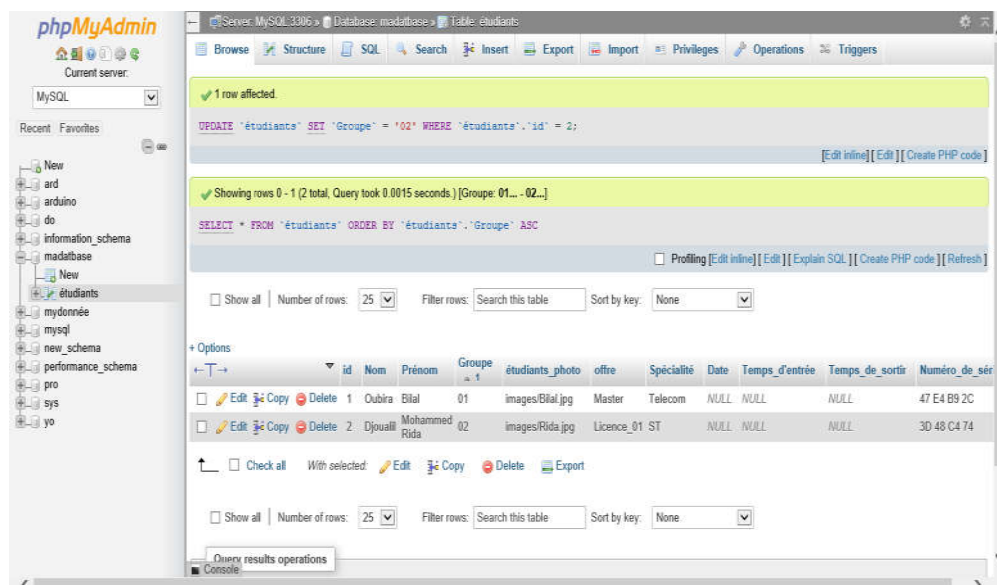 phpMyAdmin
Current server:
MySQL
Recent Favorites
New
ard
arduino
do
information_schema
madatbase
New
étudiants
mydonnée
mysql
new_schema
performance_schema
pro
sys
yo
Server: MySQL:3306 » Database: madatbase » Table: étudiants
Browse Structure SQL Search Insert Export Import Privileges Operations Triggers
1 row affected.
UPDATE `étudiants` SET `Groupe` = '02' WHERE `étudiants`.`id` = 2;
[Edit inline] [ Edit ] [ Create PHP code ]
Showing rows 0 - 1 (2 total, Query took 0.0015 seconds.) [Groupe: 01... - 02...]
SELECT * FROM `étudiants` ORDER BY `étudiants`.`Groupe` ASC
Profiling [Edit inline] [ Edit ] [ Explain SQL ] [ Create PHP code ] [ Refresh ]
Show all | Number of rows: 25 Filter rows: Search this table Sort by key: None
+ Options
←T→ id Nom Prénom Groupe 1 étudiants_photo offre Spécialité Date Temps_d'entrée Temps_de_sortir Numéro_de_sér
Edit Copy Delete 1 Oubira Bilal 01 images/Bilal.jpg Master Telecom NULL NULL NULL 47 E4 B9 2C
Edit Copy Delete 2 Djoualil Mohammed Rida 02 images/Rida.jpg Licence_01 ST NULL NULL NULL 3D 48 C4 74
Check all With selected: Edit Copy Delete Export
Show all | Number of rows: 25 Filter rows: Search this table Sort by key: None
Query results operations
Console